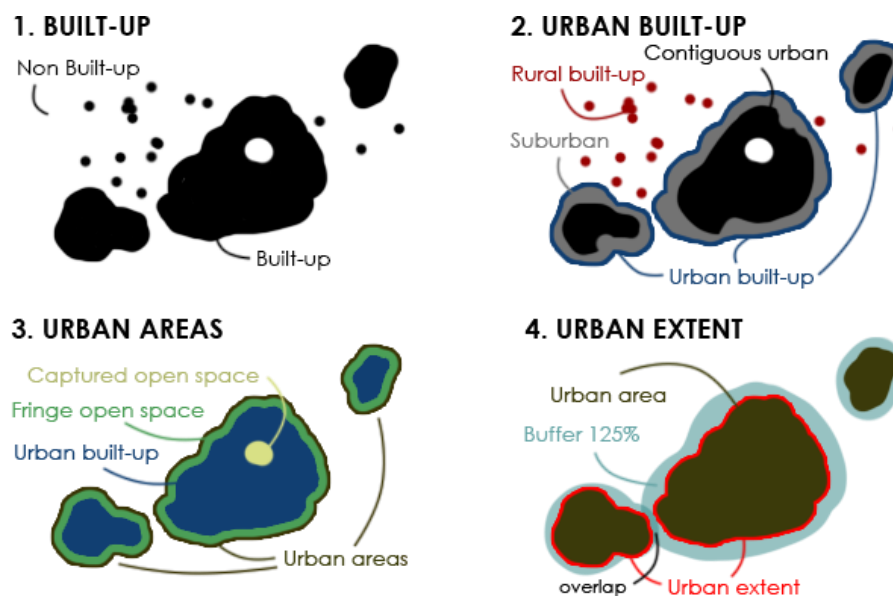 1. BUILT-UP
Non Built-up
Built-up
2. URBAN BUILT-UP
Contiguous urban
Rural built-up
Suburban
Urban built-up
3. URBAN AREAS
Captured open space
Fringe open space
Urban built-up
Urban areas
4. URBAN EXTENT
Urban area
Buffer 125%
overlap
Urban extent